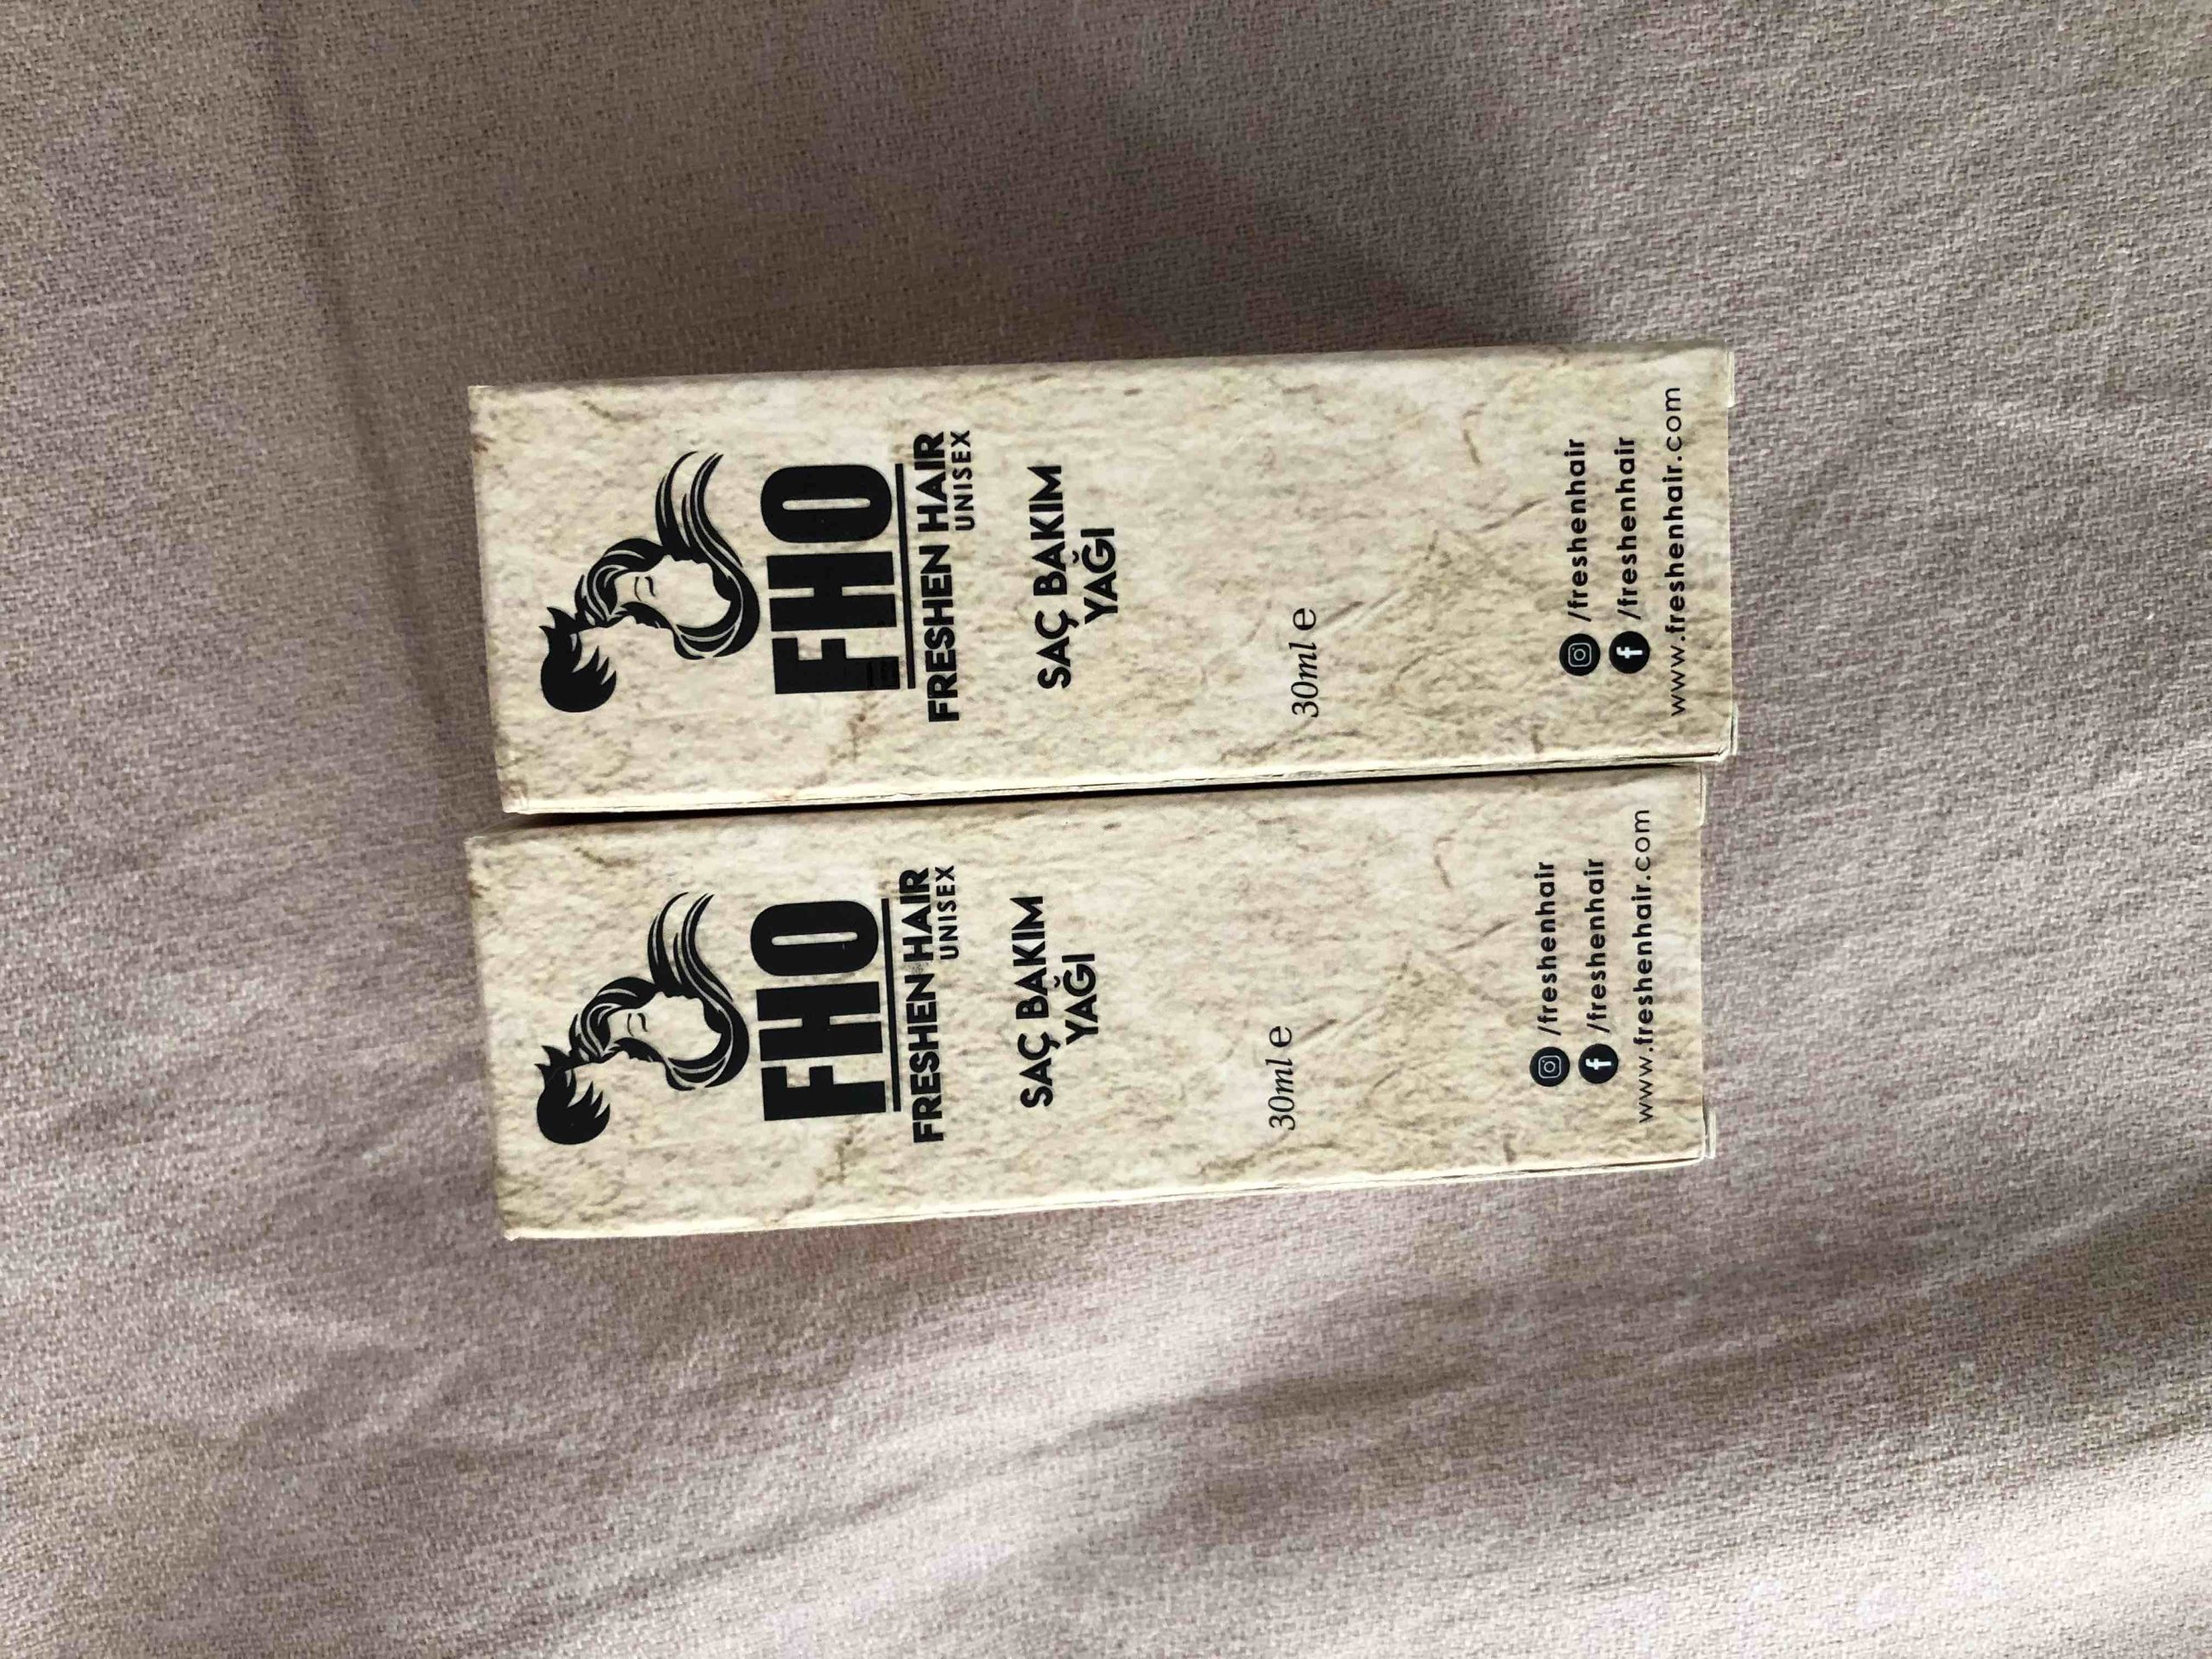 FHO
FRESHEN HAIR
UNISEX
SAÇ BAKIM
YAĞI
30ml e
/freshenhair
/freshenhair
www.freshenhair.com
FHO
FRESHEN HAIR
UNISEX
SAÇ BAKIM
YAĞI
30ml e
/freshenhair
/freshenhair
www.freshenhair.com